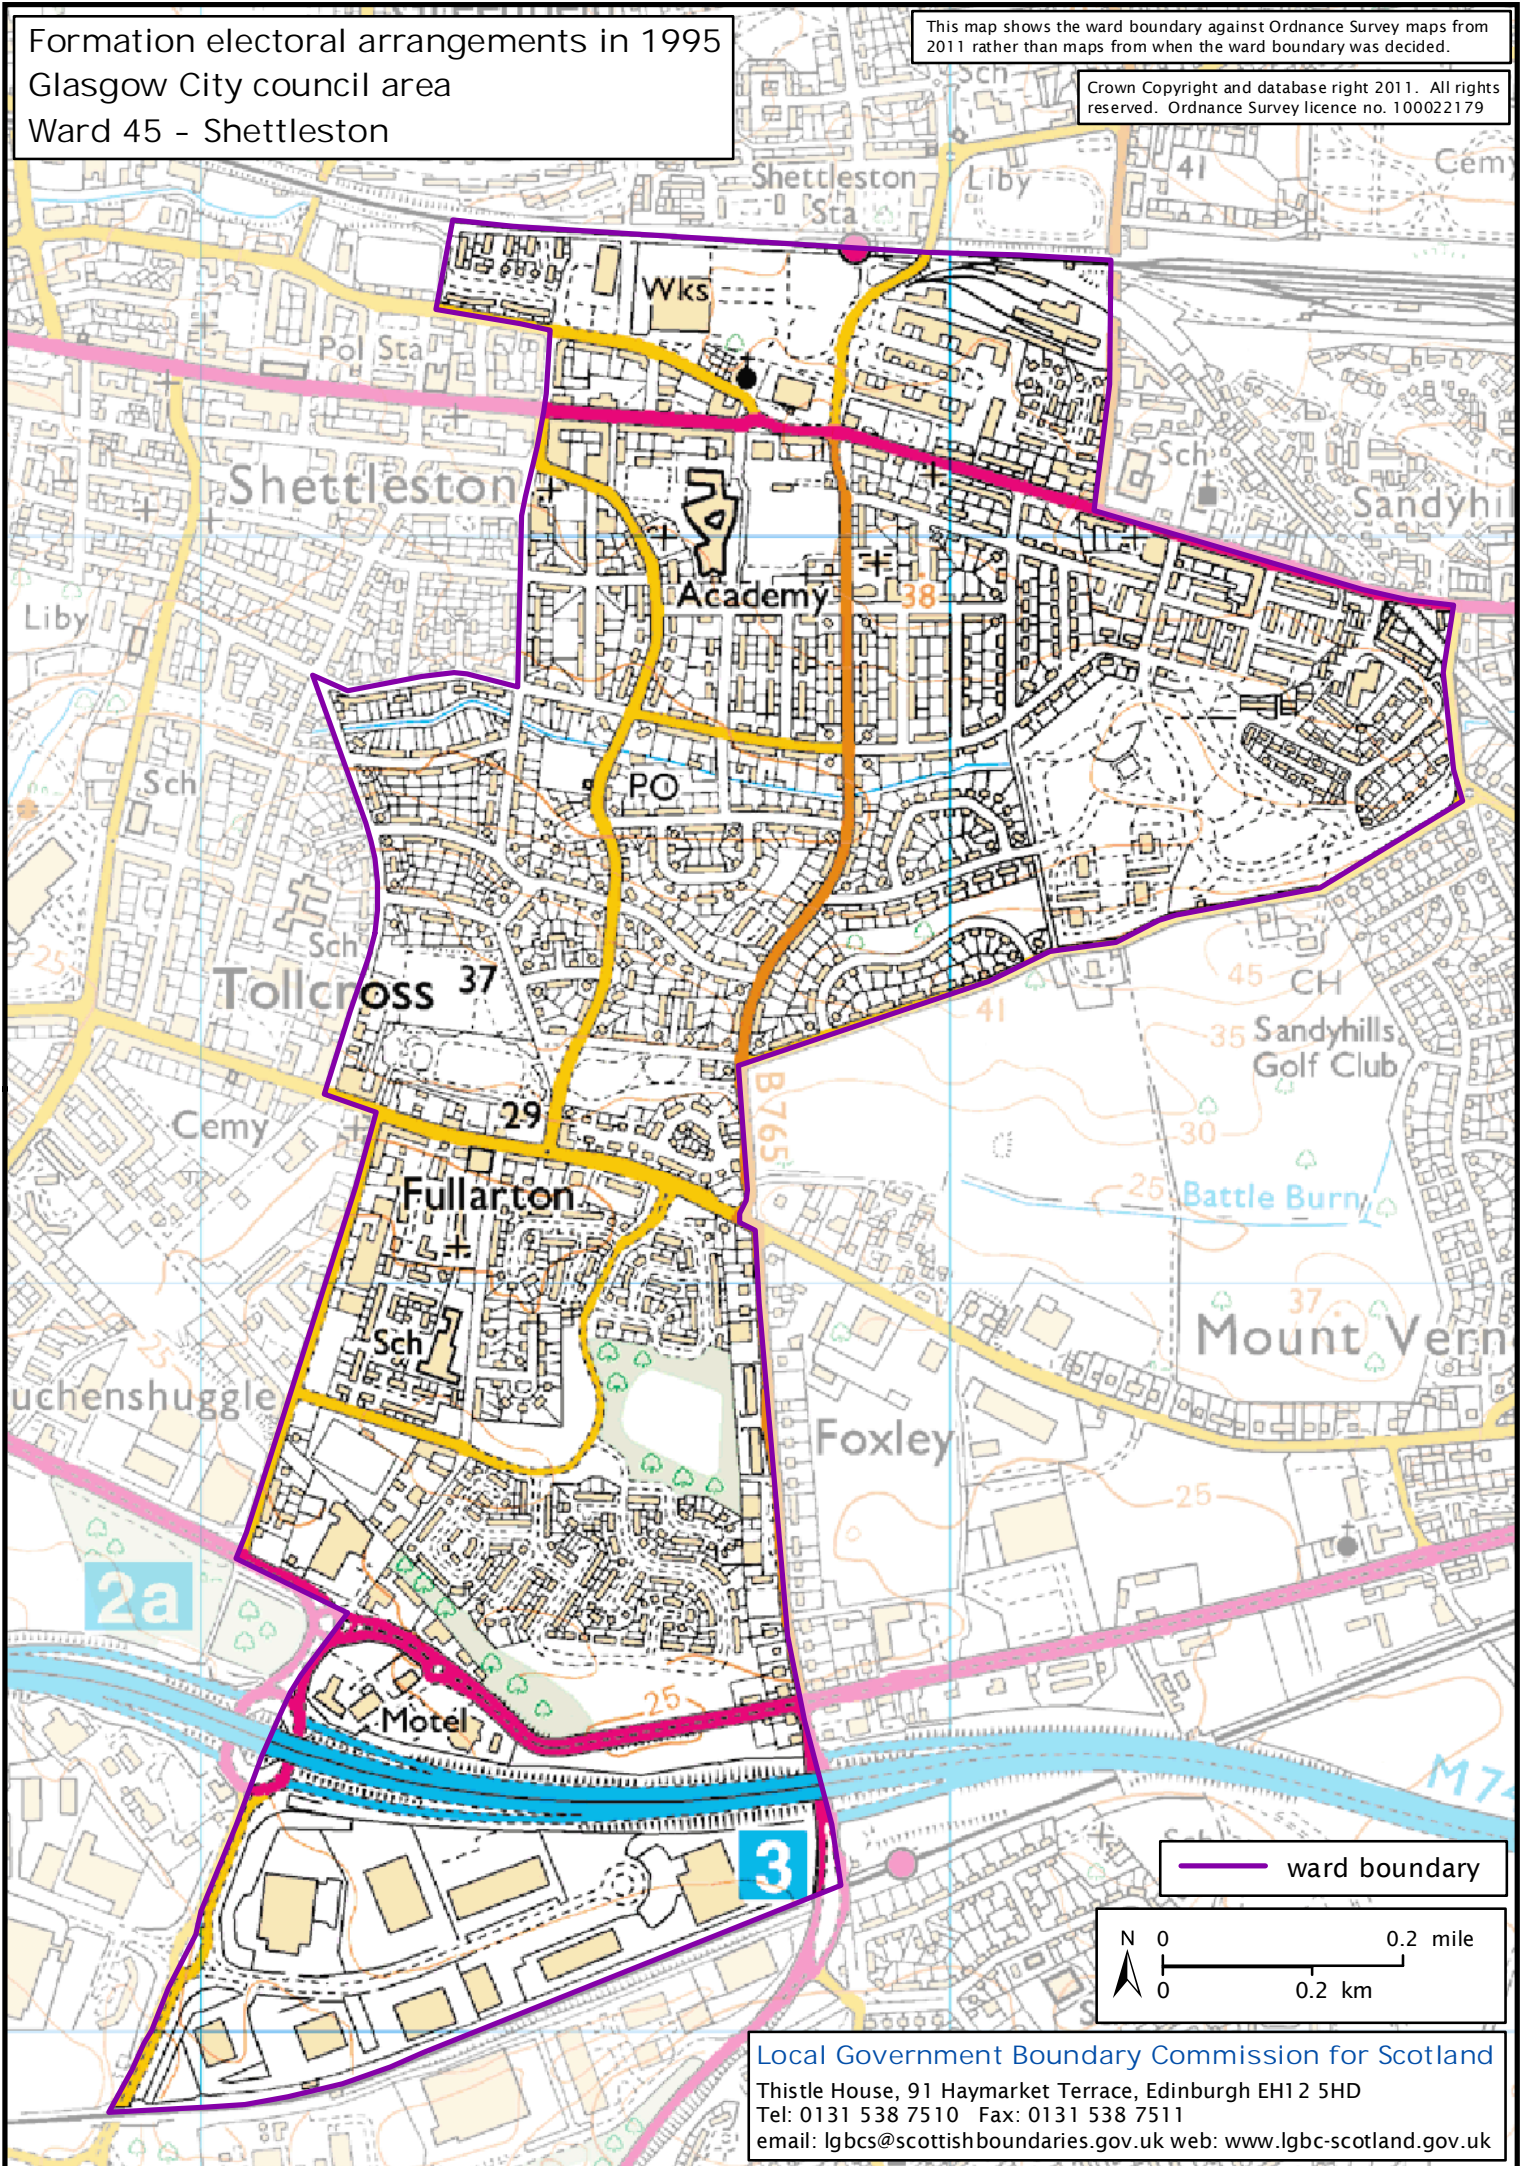 Formation electoral arrangements in 1995
Glasgow City council area
Ward 45 - Shettleston
This map shows the ward boundary against Ordnance Survey maps from
2011 rather than maps from when the ward boundary was decided.
Crown Copyright and database right 2011. All rights
reserved. Ordnance Survey licence no. 100022179
Sch
Shettleston
Sta
Liby
41
Cemy
Wks
Pol Sta
Shettleston
Sch
Sandyhil
Academy
38
Liby
PO
Sch
Sch
Tollcross
37
25
45
CH
41
35
Sandyhills
Golf Club
29
Cemy
B765
30
Fullarton
25
Battle Burn
37
Sch
Mount Vern
25
uchenshuggle
Foxley
25
2a
25
Motel
M74
3
ward boundary
N
0
0.2 mile
0
0.2 km
Local Government Boundary Commission for Scotland
Thistle House, 91 Haymarket Terrace, Edinburgh EH12 5HD
Tel: 0131 538 7510 Fax: 0131 538 7511
email: lgbcs@scottishboundaries.gov.uk web: www.lgbc-scotland.gov.uk